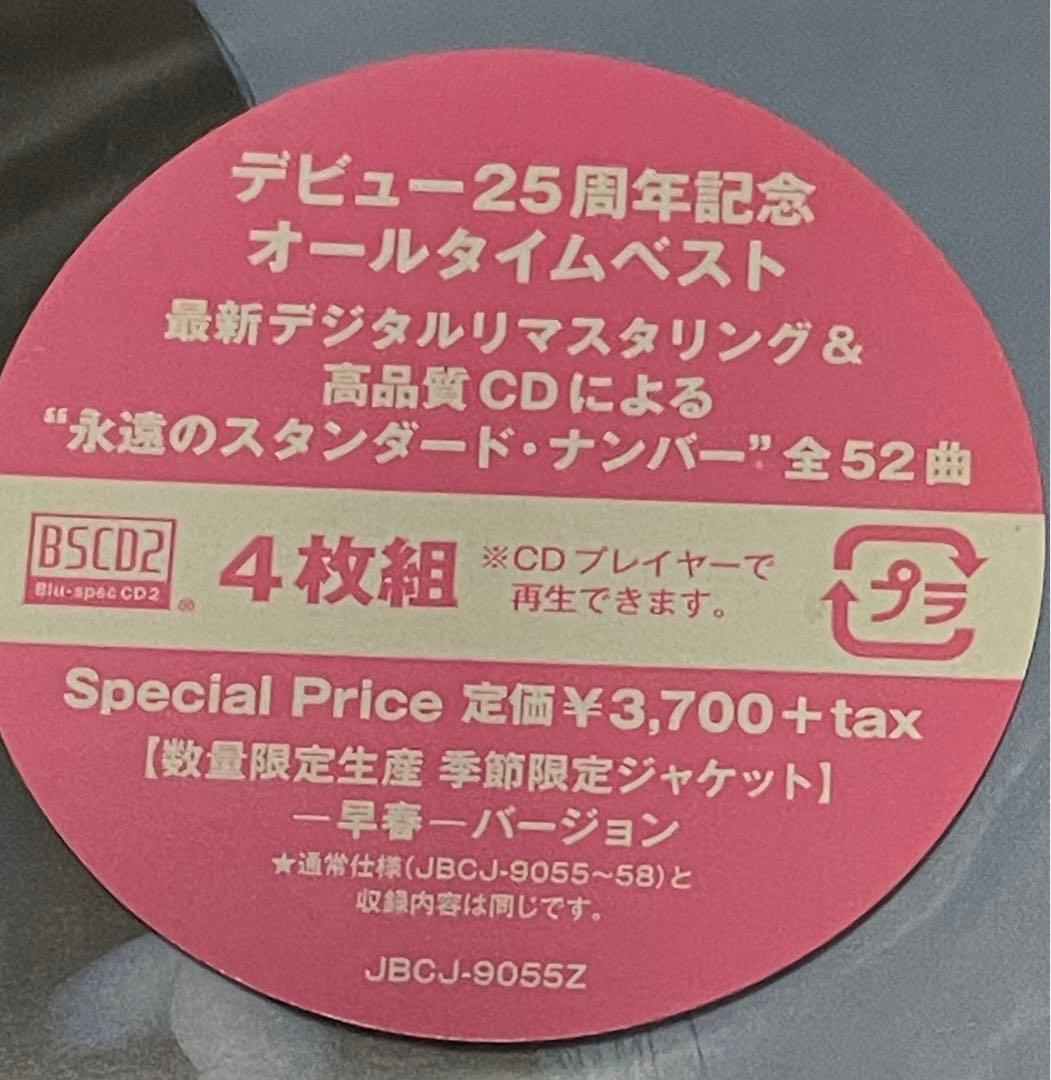 デビュー25周年記念
オールタイムベスト
最新デジタルリマスタリング&
高品質CDによる
“永遠のスタンダード・ナンバー”全52曲
BSCD2
Blu-spec CD2
4枚組
※CDプレイヤーで
再生できます。
プラ
Special Price 定価¥3,700+tax
【数量限定生産 季節限定ジャケット】
－早春－バージョン
★通常仕様(JBCJ-9055~58)と
収録内容は同じです。
JBCJ-9055Z